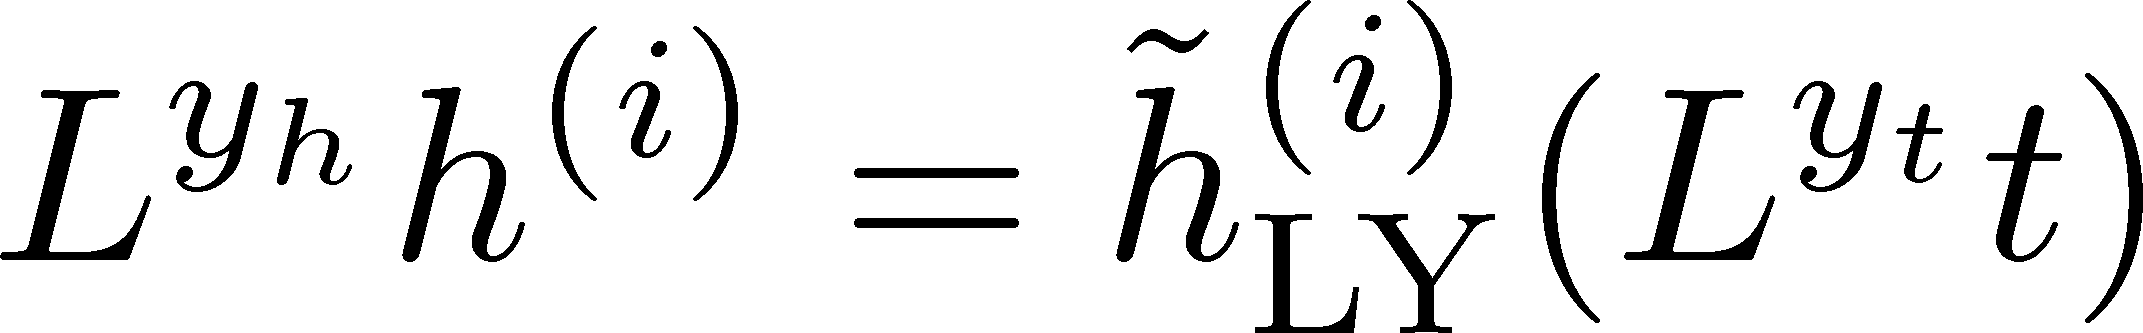 $L^{y_h} h^{(i)} = \tilde{h}^{(i)}_{\mathrm{LY}}(L^{y_t} t)$